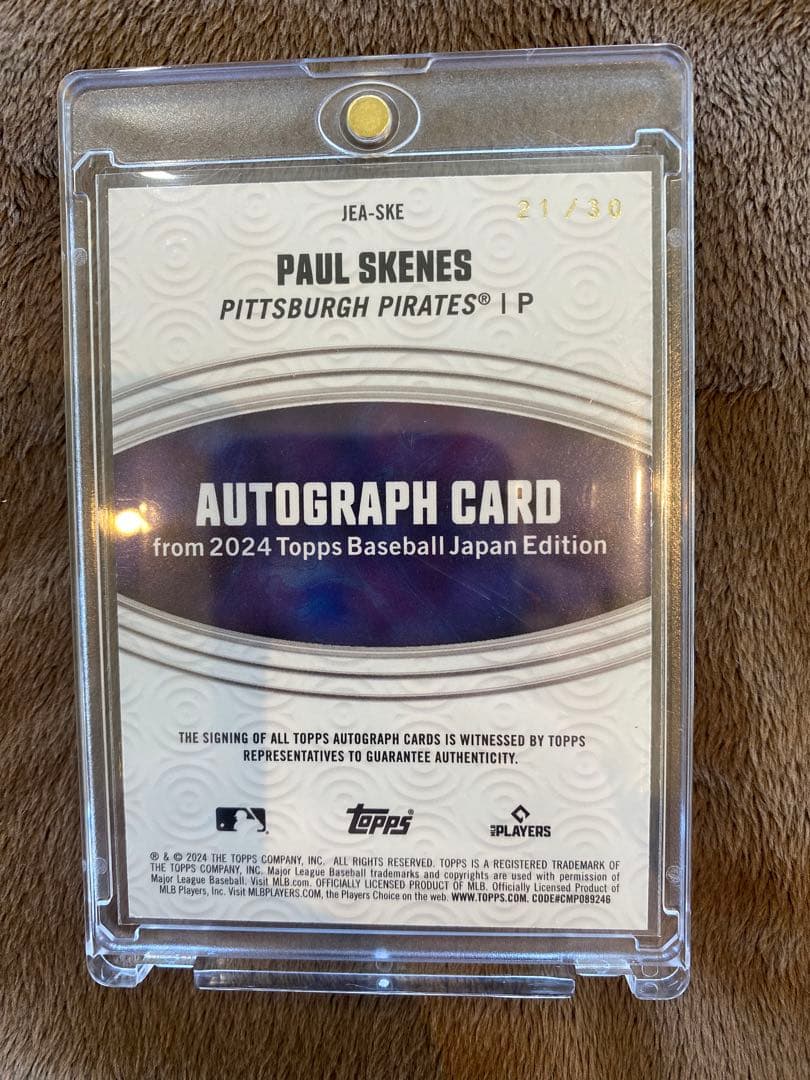 JEA-SKE
21/30
PAUL SKENES
PITTSBURGH PIRATES® | P
AUTOGRAPH CARD
from 2024 Topps Baseball Japan Edition
THE SIGNING OF ALL TOPPS AUTOGRAPH CARDS IS WITNESSED BY TOPPS
REPRESENTATIVES TO GUARANTEE AUTHENTICITY.
TOPPS®
MLB PLAYERS
® & © 2024 THE TOPPS COMPANY, INC. ALL RIGHTS RESERVED. TOPPS IS A REGISTERED TRADEMARK OF
THE TOPPS COMPANY, INC. Major League Baseball trademarks and copyrights are used with permission of
Major League Baseball. Visit MLB.com. OFFICIALLY LICENSED PRODUCT OF MLB. Officially Licensed Product of
MLB Players, Inc. Visit MLBPLAYERS.COM, the Players Choice on the web. WWW.TOPPS.COM. CODE#CMP089246